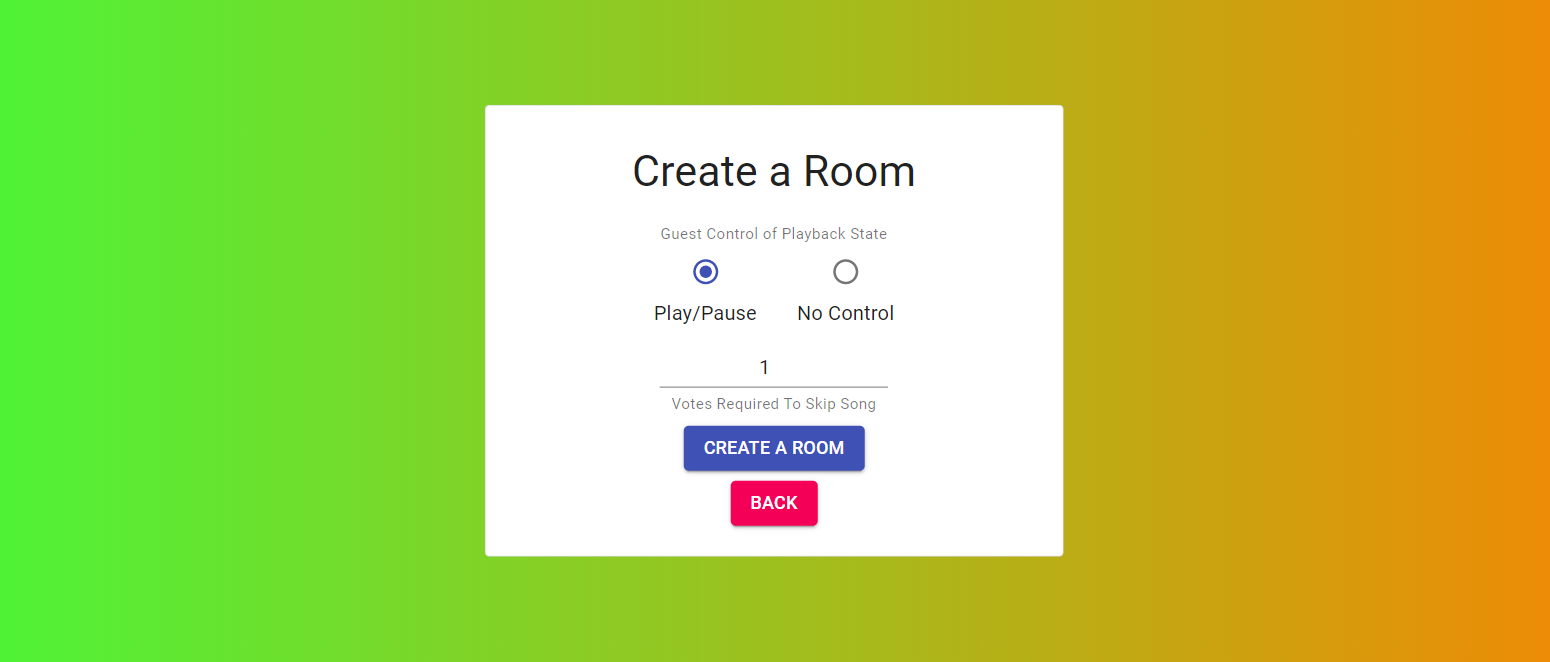 Create a Room
Guest Control of Playback State
Play/Pause No Control
1
Votes Required To Skip Song
CREATE A ROOM
BACK